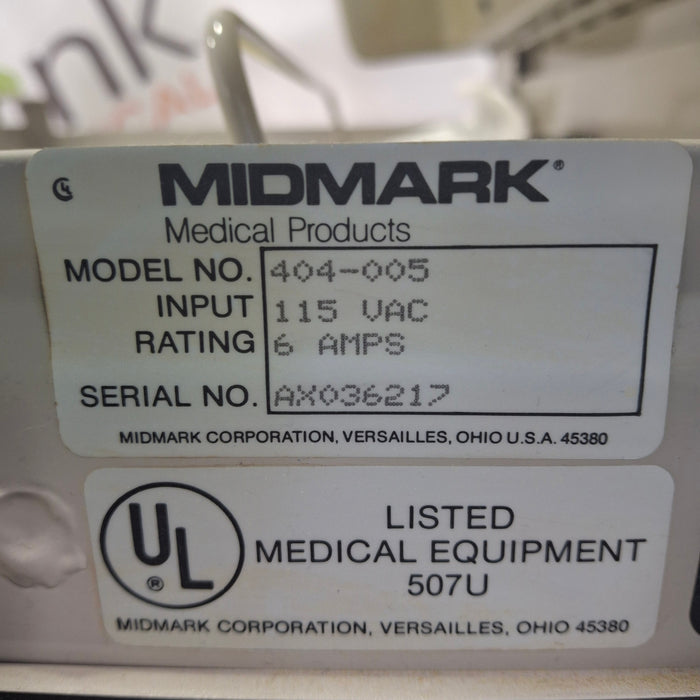 MIDMARK®
Medical Products
MODEL NO. 404-005
INPUT 115 VAC
RATING 6 AMPS
SERIAL NO. AX036217
MIDMARK CORPORATION, VERSAILLES, OHIO U.S.A. 45380
UL ®
LISTED
MEDICAL EQUIPMENT
507U
MIDMARK CORPORATION, VERSAILLES, OHIO 45380